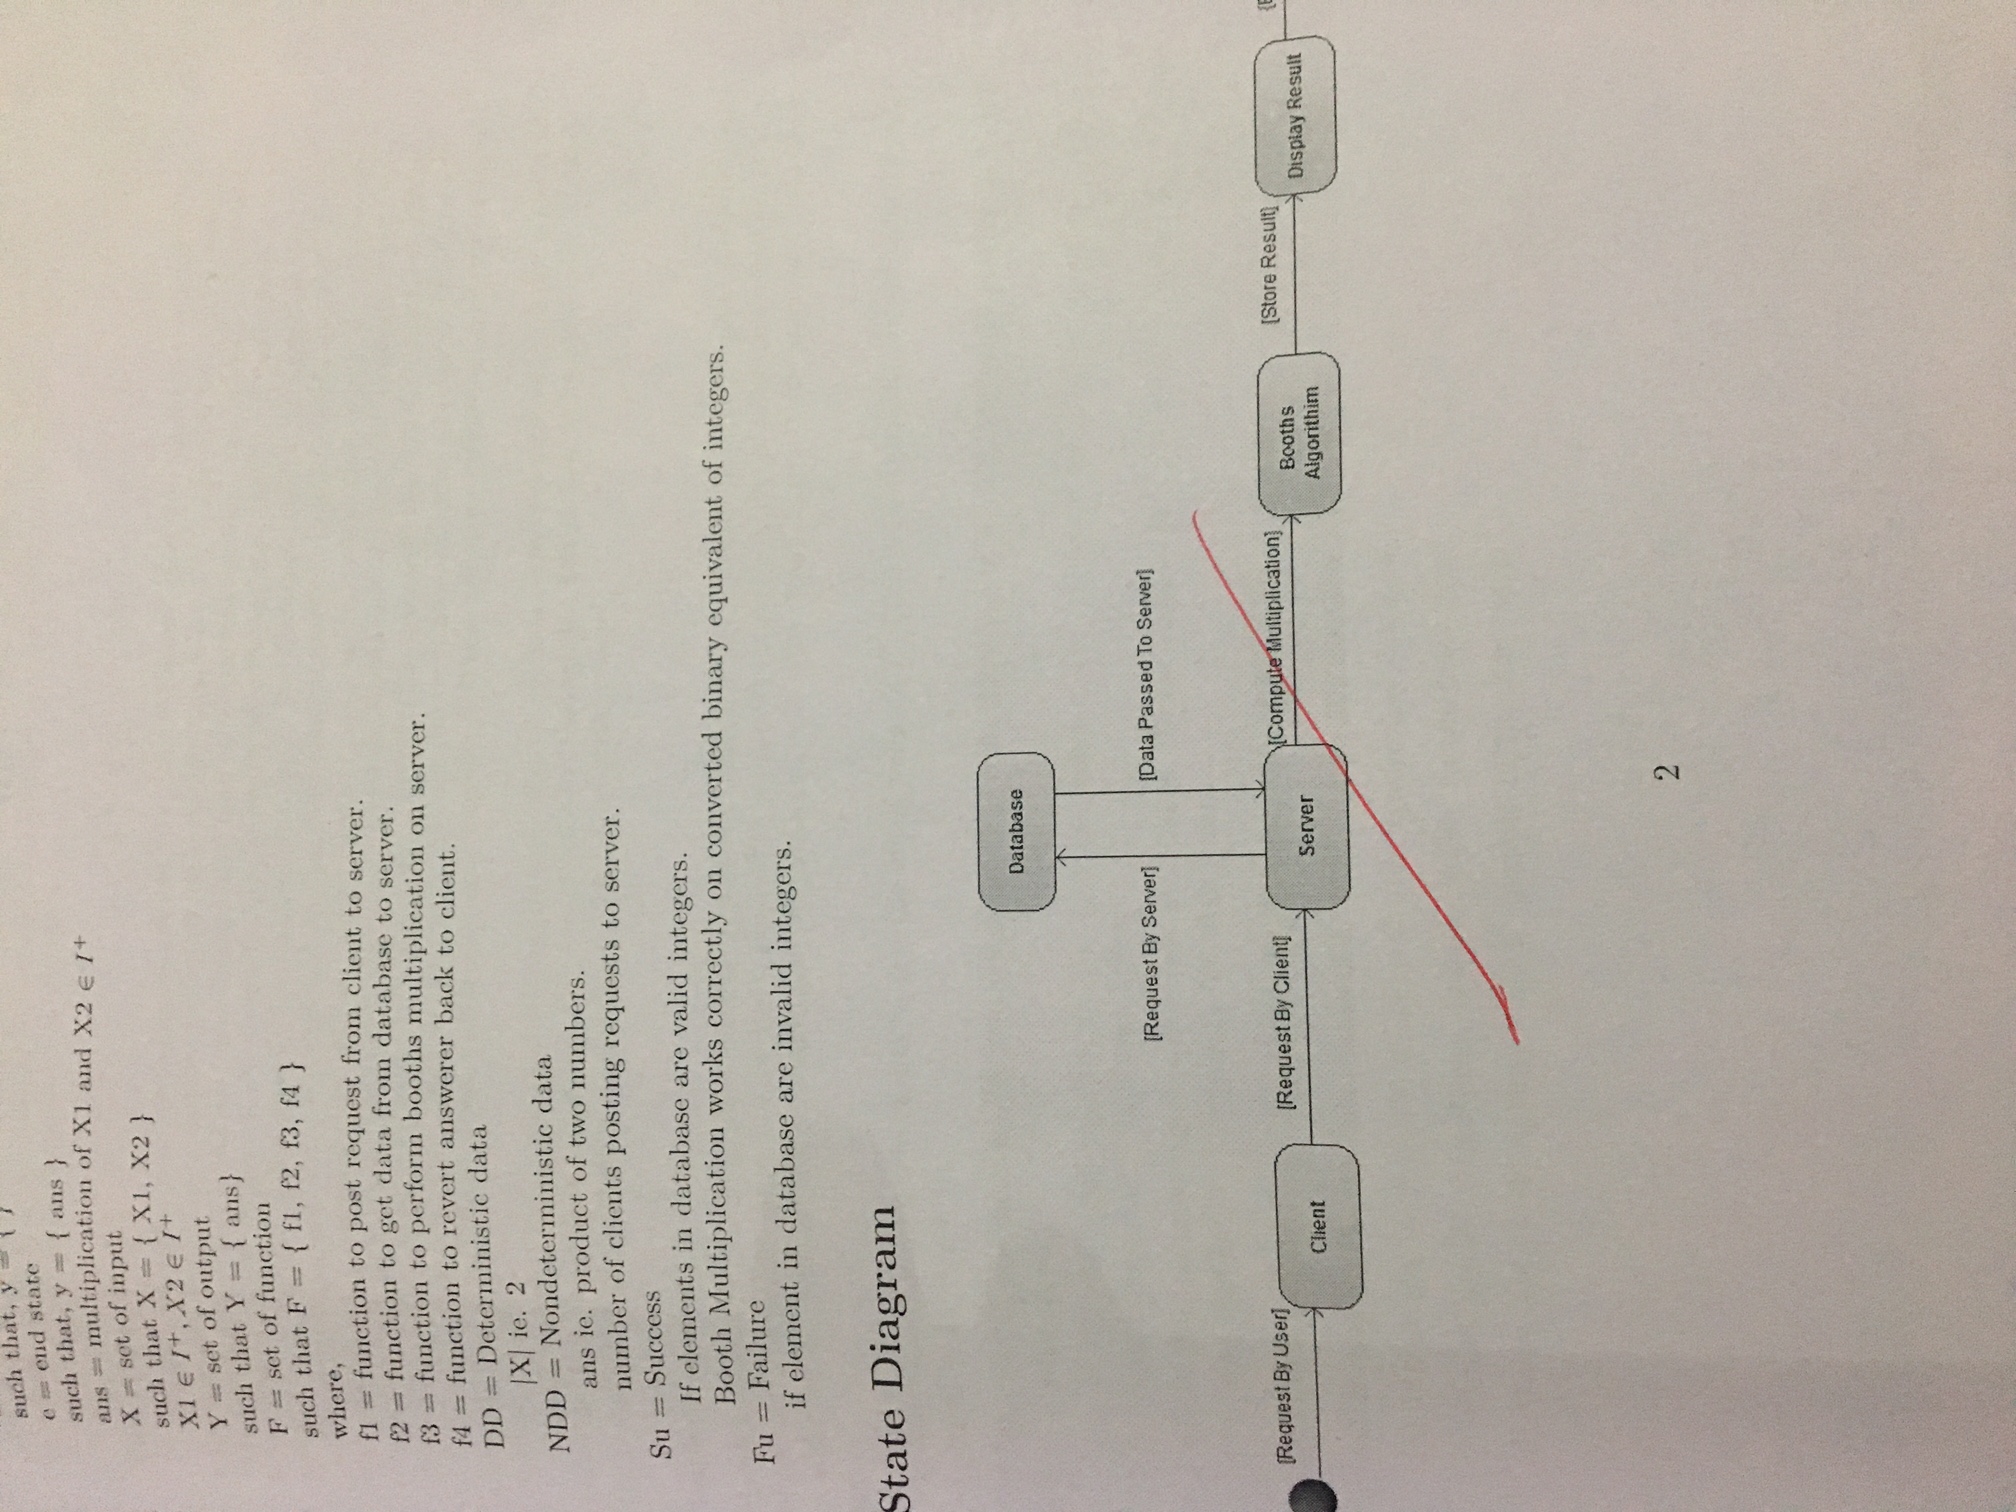 such that, y = { }
e = end state
such that, y = { ans }
ans = multiplication of X1 and X2 ∈ I+
X = set of input
such that X = { X1, X2 }
X1 ∈ I+, X2 ∈ I+
Y = set of output
such that Y = { ans}
F = set of function
such that F = { f1, f2, f3, f4 }
where,
f1 = function to post request from client to server.
f2 = function to get data from database to server.
f3 = function to perform booths multiplication on server.
f4 = function to revert answerer back to client.
DD = Deterministic data
|X| ie. 2
NDD = Nondeterministic data
ans ie. product of two numbers.
number of clients posting requests to server.
Su = Success
If elements in database are valid integers.
Booth Multiplication works correctly on converted binary equivalent of integers.
Fu = Failure
if element in database are invalid integers.
State Diagram
Database
[Request By Server]
[Data Passed To Server]
[Request By User]
Client
[Request By Client]
Server
[Compute Multiplication]
Booths
Algorithim
[Store Result]
Display Result
2